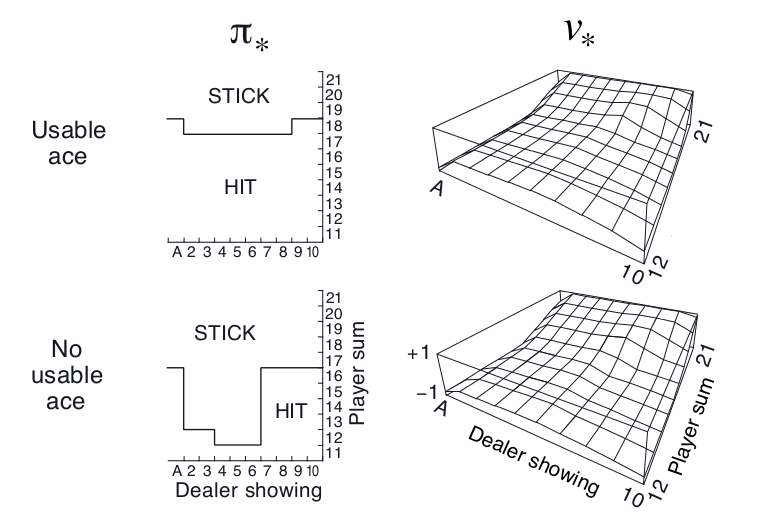 π*
v*
Usable
ace
STICK
HIT
21
20
19
18
17
16
15
14
13
12
11
A 2 3 4 5 6 7 8 9 10
A
21
10
12
No
usable
ace
STICK
HIT
21
20
19
18
17
16
15
14
13
12
11
Player sum
A 2 3 4 5 6 7 8 9 10
Dealer showing
+1
−1
A
Dealer showing
10
12
Player sum
21